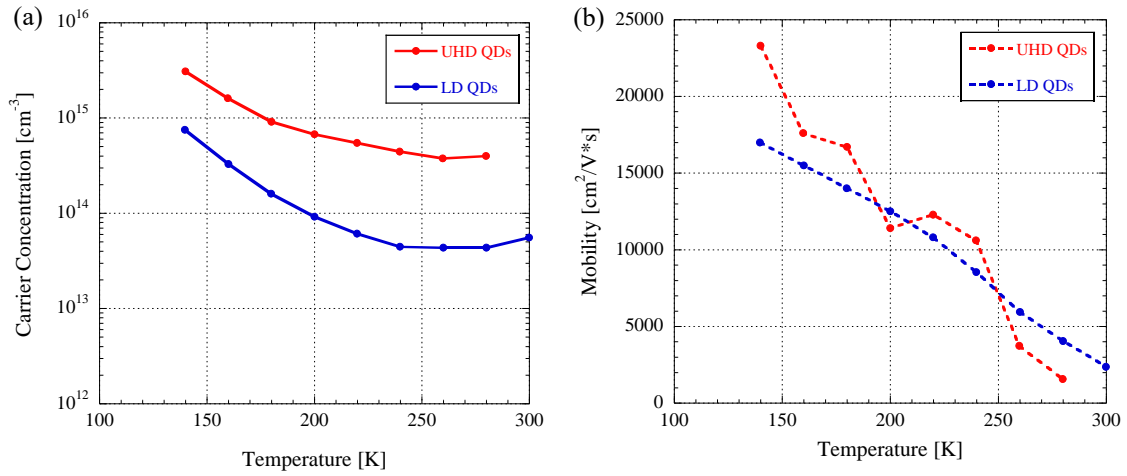 (a)
10^16
10^15
10^14
10^13
10^12
Carrier Concentration [cm^-3]
UHD QDs
LD QDs
100
150
200
250
300
Temperature [K]
(b)
25000
20000
15000
10000
5000
0
Mobility [cm^2/V*s]
UHD QDs
LD QDs
100
150
200
250
300
Temperature [K]